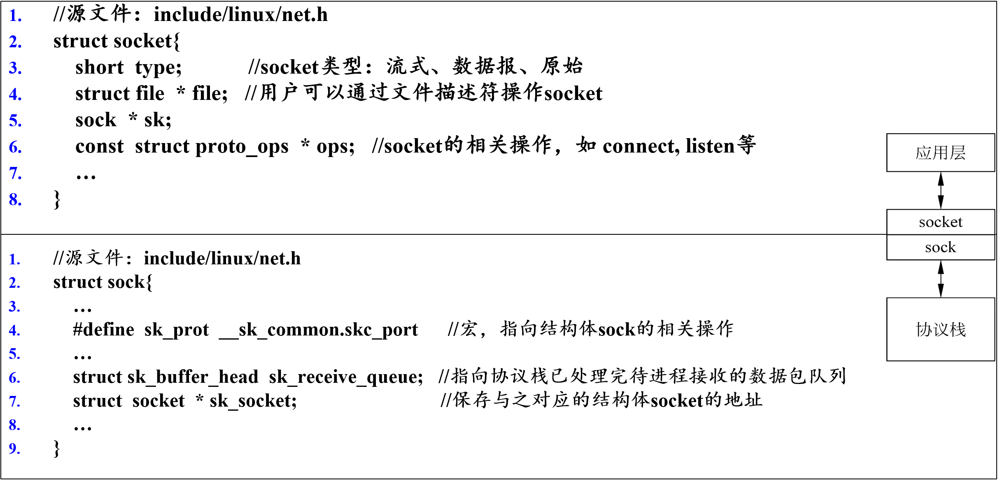 1. //源文件：include/linux/net.h
2. struct socket{
3. short type; //socket类型：流式、数据报、原始
4. struct file * file; //用户可以通过文件描述符操作socket
5. sock * sk;
6. const struct proto_ops * ops; //socket的相关操作，如 connect, listen等
7. …
8. }
应用层
socket
sock
协议栈
1. //源文件：include/linux/net.h
2. struct sock{
3. …
4. #define sk_prot __sk_common.skc_port //宏，指向结构体sock的相关操作
5. …
6. struct sk_buffer_head sk_receive_queue; //指向协议栈已处理完待进程接收的数据包队列
7. struct socket * sk_socket; //保存与之对应的结构体socket的地址
8. …
9. }